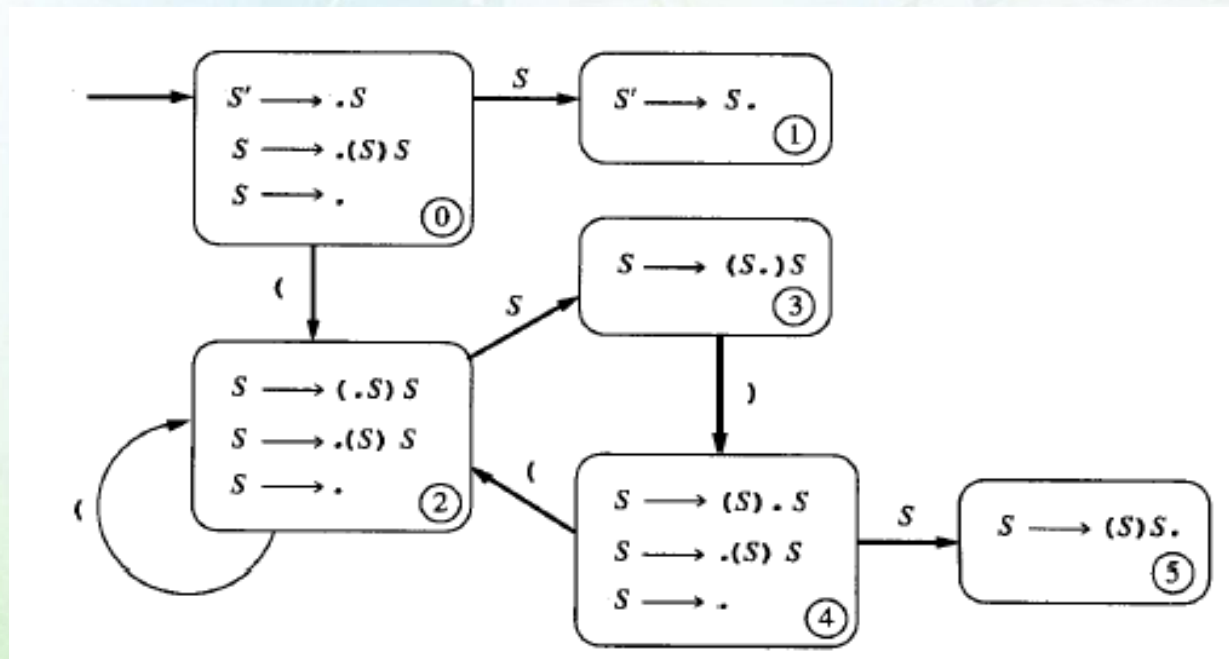 S' ⟶ .S
S ⟶ .(S)S
S ⟶ .
0
S
S' ⟶ S.
1
(
S
S ⟶ (S.)S
3
S ⟶ (.S)S
S ⟶ .(S) S
S ⟶ .
2
(
(
)
S ⟶ (S).S
S ⟶ .(S) S
S ⟶ .
4
S
S ⟶ (S)S.
5